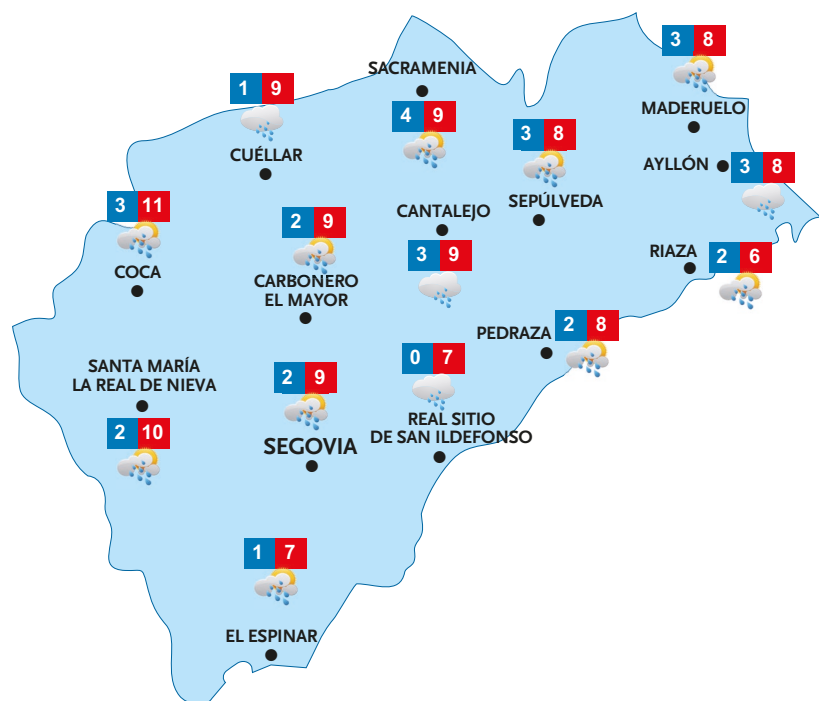 3 8
MADERUELO
SACRAMENIA
4 9
1 9
CUÉLLAR
3 8
SEPÚLVEDA
AYLLÓN
3 8
3 11
COCA
2 9
CARBONERO
EL MAYOR
CANTALEJO
3 9
RIAZA
2 6
PEDRAZA
2 8
SANTA MARÍA
LA REAL DE NIEVA
2 10
2 9
SEGOVIA
0 7
REAL SITIO
DE SAN ILDEFONSO
1 7
EL ESPINAR